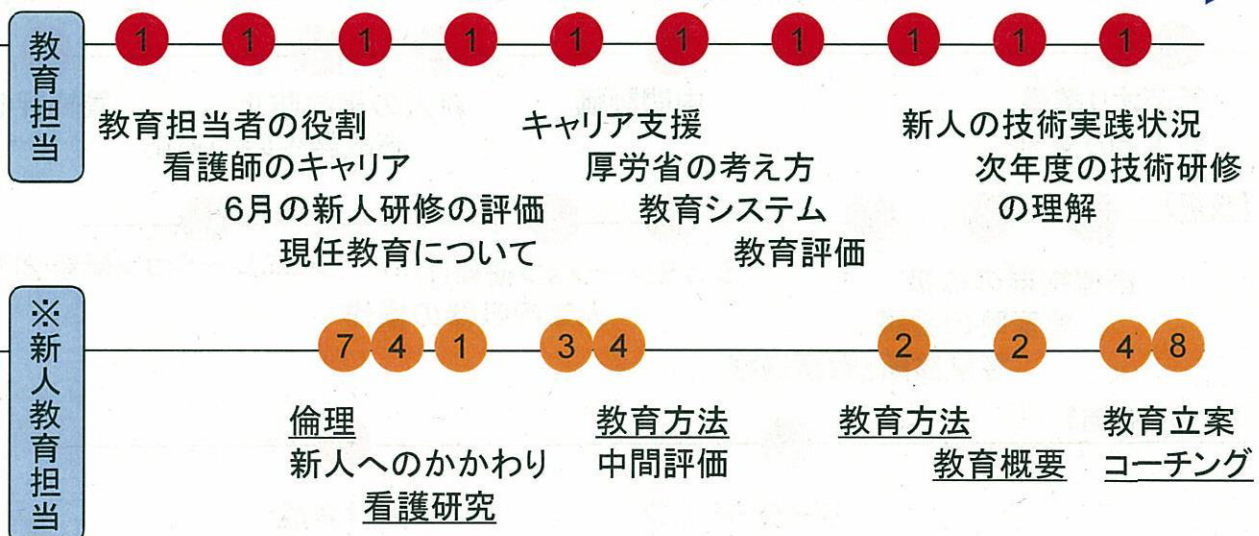 教育担当
1 1 1 1 1 1 1 1 1 1
教育担当者の役割
看護師のキャリア
6月の新人研修の評価
現任教育について
キャリア支援
厚労省の考え方
教育システム
教育評価
新人の技術実践状況
次年度の技術研修
の理解
※新人教育担当
7 4 1 3 4 2 2 4 8
倫理
新人へのかかわり
看護研究
教育方法
中間評価
教育方法
教育概要
教育立案
コーチング